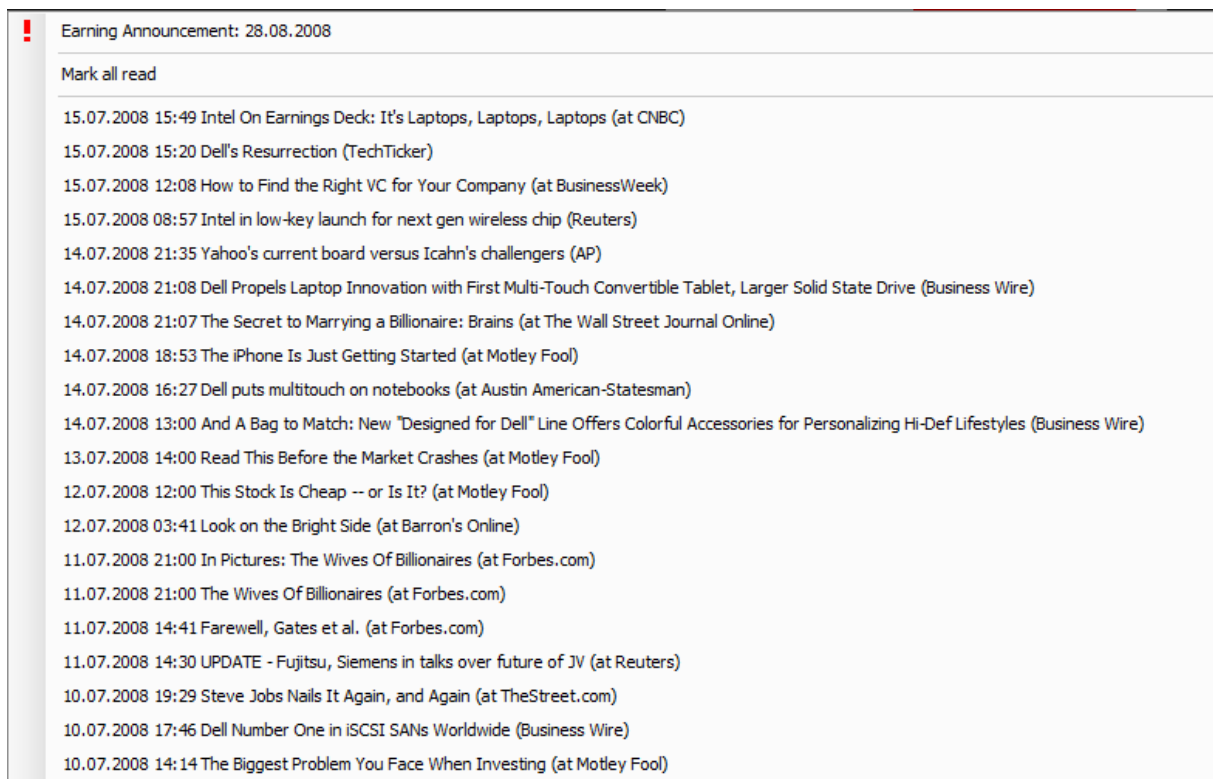 Earning Announcement: 28.08.2008
Mark all read
15.07.2008 15:49 Intel On Earnings Deck: It's Laptops, Laptops, Laptops (at CNBC)
15.07.2008 15:20 Dell's Resurrection (TechTicker)
15.07.2008 12:08 How to Find the Right VC for Your Company (at BusinessWeek)
15.07.2008 08:57 Intel in low-key launch for next gen wireless chip (Reuters)
14.07.2008 21:35 Yahoo's current board versus Icahn's challengers (AP)
14.07.2008 21:08 Dell Propels Laptop Innovation with First Multi-Touch Convertible Tablet, Larger Solid State Drive (Business Wire)
14.07.2008 21:07 The Secret to Marrying a Billionaire: Brains (at The Wall Street Journal Online)
14.07.2008 18:53 The iPhone Is Just Getting Started (at Motley Fool)
14.07.2008 16:27 Dell puts multitouch on notebooks (at Austin American-Statesman)
14.07.2008 13:00 And A Bag to Match: New "Designed for Dell" Line Offers Colorful Accessories for Personalizing Hi-Def Lifestyles (Business Wire)
13.07.2008 14:00 Read This Before the Market Crashes (at Motley Fool)
12.07.2008 12:00 This Stock Is Cheap -- or Is It? (at Motley Fool)
12.07.2008 03:41 Look on the Bright Side (at Barron's Online)
11.07.2008 21:00 In Pictures: The Wives Of Billionaires (at Forbes.com)
11.07.2008 21:00 The Wives Of Billionaires (at Forbes.com)
11.07.2008 14:41 Farewell, Gates et al. (at Forbes.com)
11.07.2008 14:30 UPDATE - Fujitsu, Siemens in talks over future of JV (at Reuters)
10.07.2008 19:29 Steve Jobs Nails It Again, and Again (at TheStreet.com)
10.07.2008 17:46 Dell Number One in iSCSI SANs Worldwide (Business Wire)
10.07.2008 14:14 The Biggest Problem You Face When Investing (at Motley Fool)